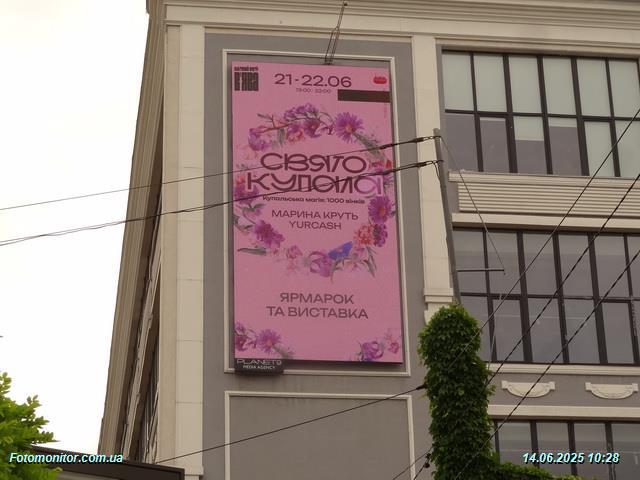 21-22.06
СВЯТО
КУПАЛА
Купальська магія: 1000 вінків
МАРИНА КРУТЬ
YURCASH
ЯРМАРОК
ТА ВИСТАВКА
PLANET9
MEDIA AGENCY
Fotomonitor.com.ua
14.06.2025 10:28